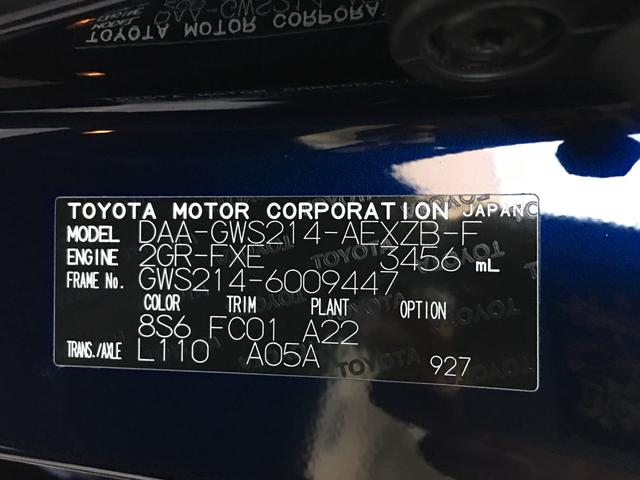 TOYOTA MOTOR CORPORATION JAPAN
MODEL DAA-GWS214-AEXZB-F
ENGINE 2GR-FXE 3456 mL
FRAME No. GWS214-6009447
COLOR TRIM PLANT OPTION
8S6 FC01 A22
TRANS./AXLE L110 A05A 927